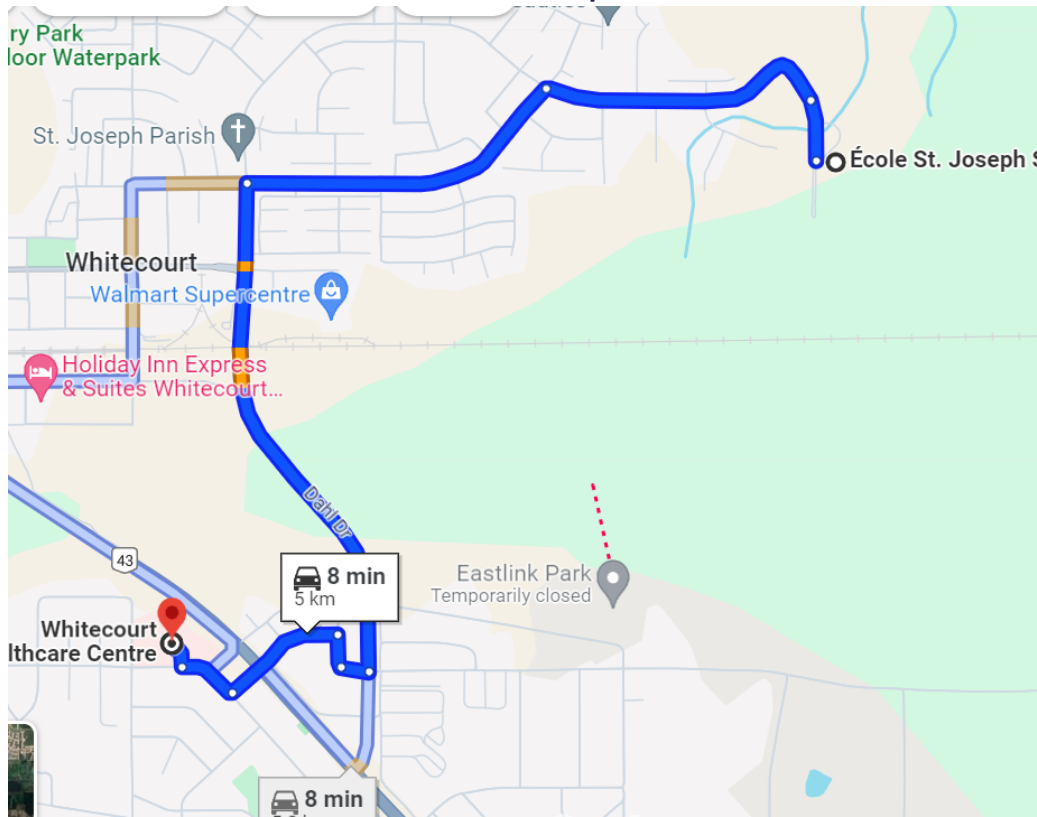 ry Park
loor Waterpark
St. Joseph Parish
École St. Joseph S
Whitecourt
Walmart Supercentre
Holiday Inn Express
& Suites Whitecourt...
Dahl Dr
43
8 min
5 km
Eastlink Park
Temporarily closed
Whitecourt
lthcare Centre
8 min